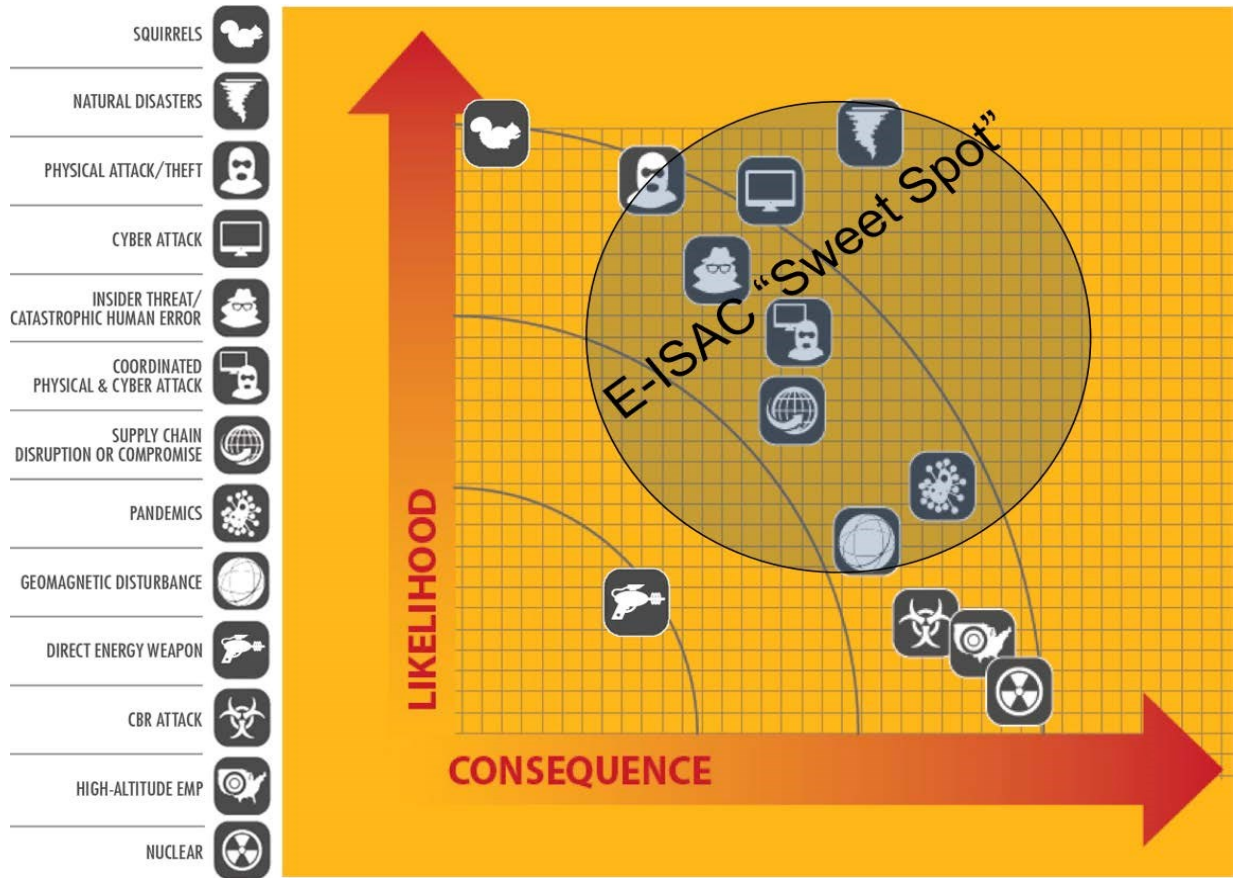 SQUIRRELS
NATURAL DISASTERS
PHYSICAL ATTACK/THEFT
CYBER ATTACK
INSIDER THREAT/
CATASTROPHIC HUMAN ERROR
COORDINATED
PHYSICAL & CYBER ATTACK
SUPPLY CHAIN
DISRUPTION OR COMPROMISE
PANDEMICS
GEOMAGNETIC DISTURBANCE
DIRECT ENERGY WEAPON
CBR ATTACK
HIGH-ALTITUDE EMP
NUCLEAR
LIKELIHOOD
E-ISAC “Sweet Spot”
CONSEQUENCE